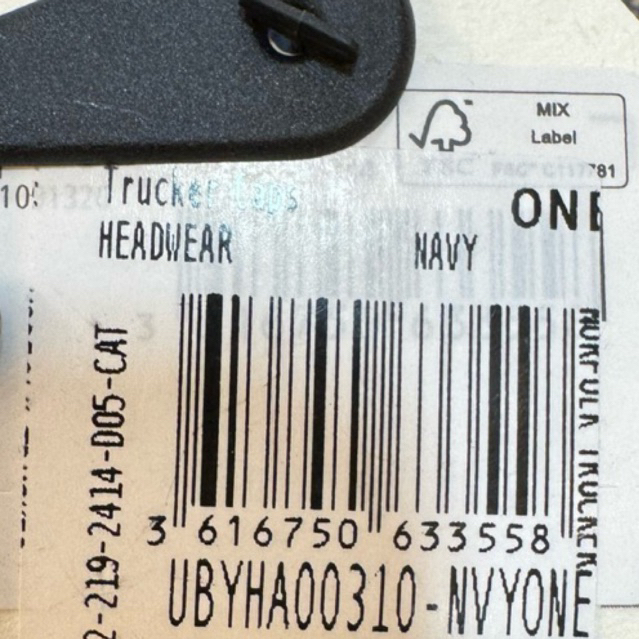 MIX
Label
Trucker Caps
ONE
HEADWEAR
NAVY
2-219-2414-D05-CAT
3 616750 633558
UBYHA00310-NVYONE